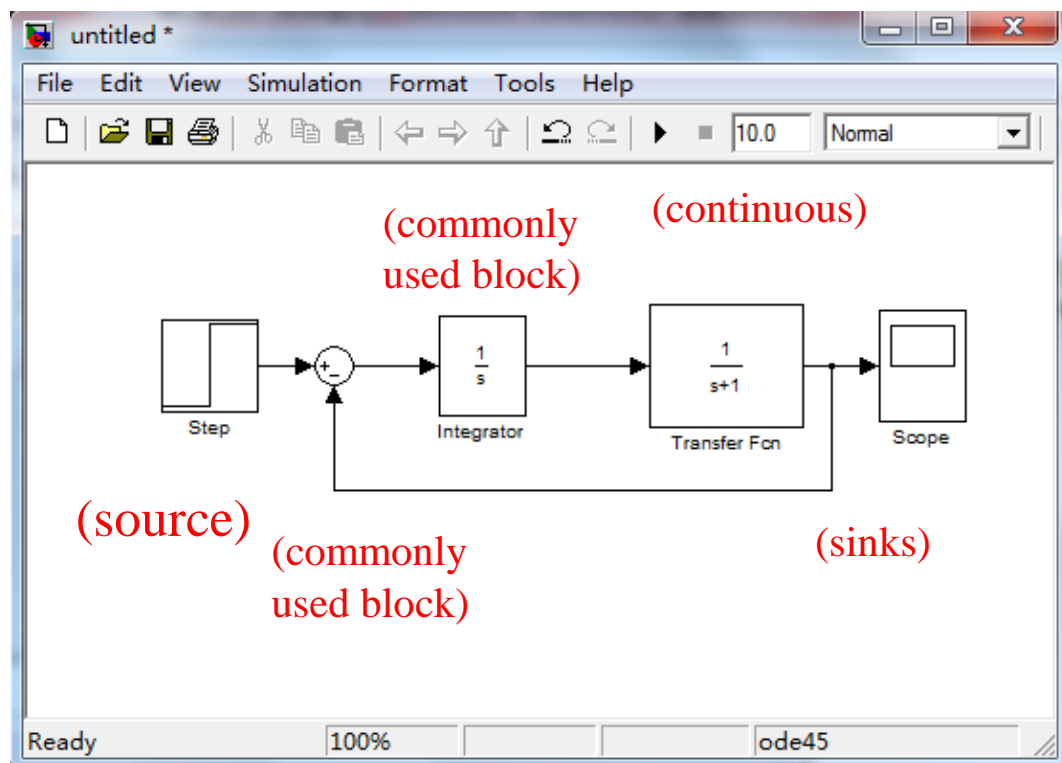 untitled *
File Edit View Simulation Format Tools Help
10.0 Normal
(commonly
used block)
(continuous)
+
-
1
s
1
s+1
Step
Integrator
Transfer Fcn
Scope
(source)
(commonly
used block)
(sinks)
Ready 100% ode45